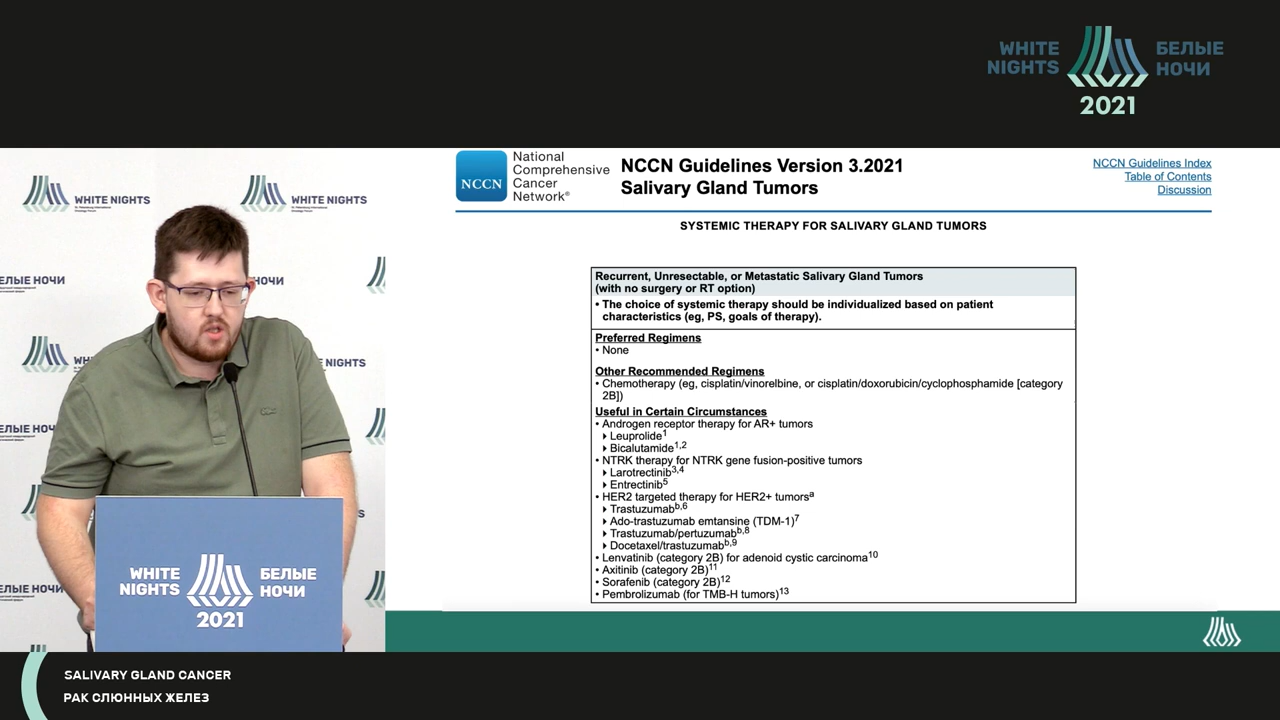 WHITE NIGHTS
БЕЛЫЕ НОЧИ
2021
WHITE NIGHTS
WHITE NIGHTS
ЕЛЫЕ НОЧИ
НОЧИ
NIGHTS
WHITE NIGHTS
БЕЛЫЕ НОЧИ
2021
NCCN
National
Comprehensive
Cancer
Network®
NCCN Guidelines Version 3.2021
Salivary Gland Tumors
NCCN Guidelines Index
Table of Contents
Discussion
SYSTEMIC THERAPY FOR SALIVARY GLAND TUMORS
Recurrent, Unresectable, or Metastatic Salivary Gland Tumors
(with no surgery or RT option)
• The choice of systemic therapy should be individualized based on patient
characteristics (eg, PS, goals of therapy).
Preferred Regimens
• None
Other Recommended Regimens
• Chemotherapy (eg, cisplatin/vinorelbine, or cisplatin/doxorubicin/cyclophosphamide [category
2B])
Useful in Certain Circumstances
• Androgen receptor therapy for AR+ tumors
Leuprolide1
Bicalutamide1,2
• NTRK therapy for NTRK gene fusion-positive tumors
Larotrectinib3,4
Entrectinib5
• HER2 targeted therapy for HER2+ tumorsa
Trastuzumabb,6
Ado-trastuzumab emtansine (TDM-1)7
Trastuzumab/pertuzumabb,8
Docetaxel/trastuzumabb,9
• Lenvatinib (category 2B) for adenoid cystic carcinoma10
• Axitinib (category 2B)11
• Sorafenib (category 2B)12
• Pembrolizumab (for TMB-H tumors)13
SALIVARY GLAND CANCER
РАК СЛЮННЫХ ЖЕЛЕЗ